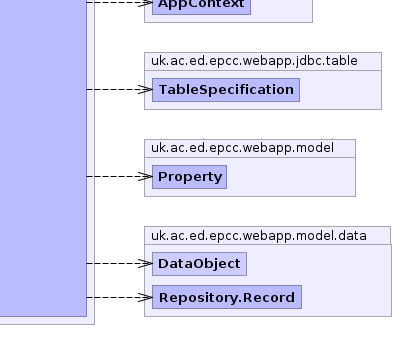 AppContext
uk.ac.ed.epcc.webapp.jdbc.table
TableSpecification
uk.ac.ed.epcc.webapp.model
Property
uk.ac.ed.epcc.webapp.model.data
DataObject
Repository.Record